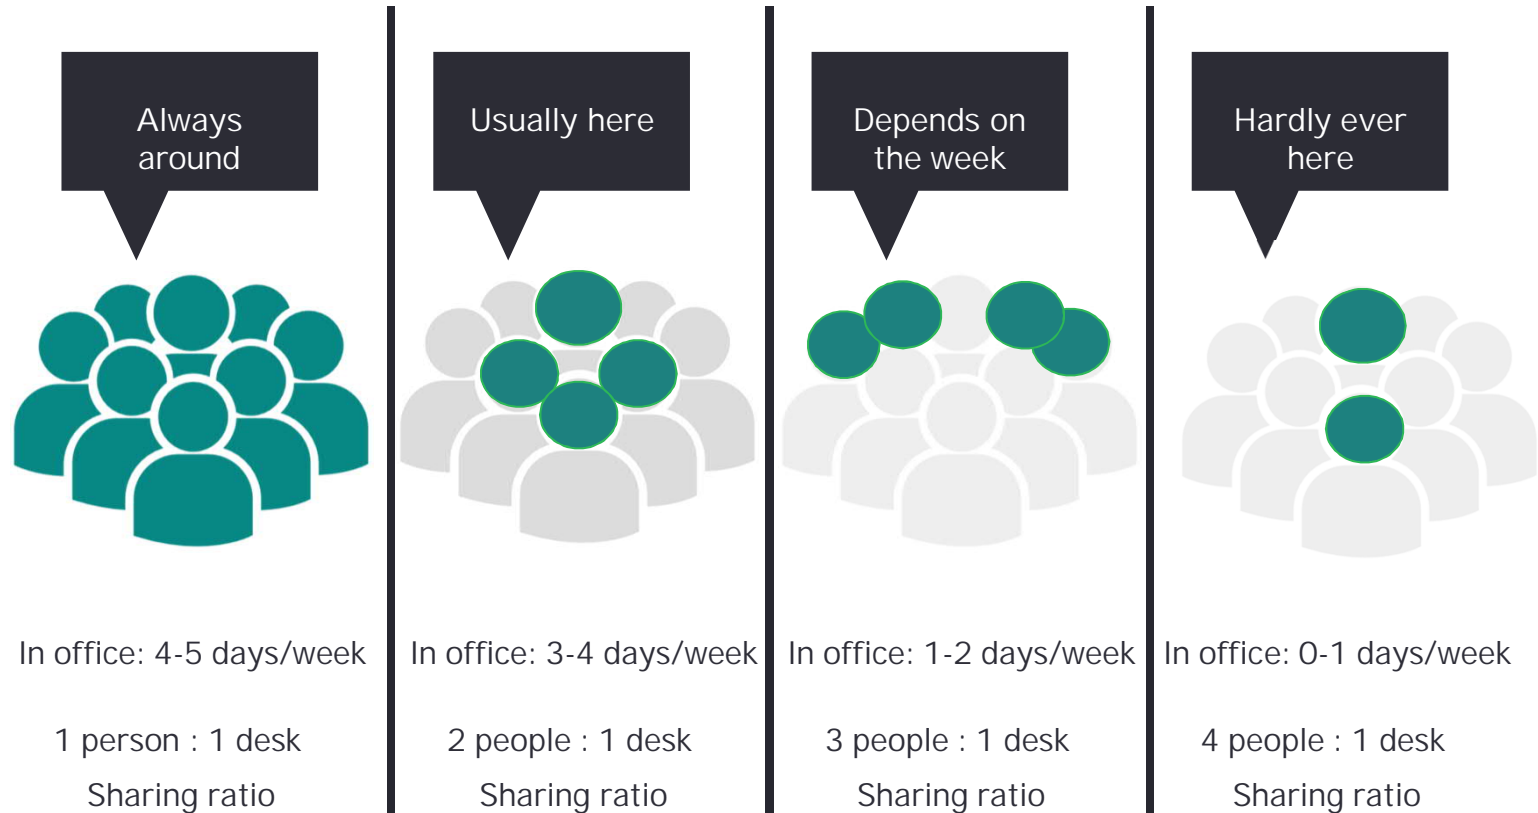 Always
around
Usually here
Depends on
the week
Hardly ever
here
In office: 4-5 days/week
In office: 3-4 days/week
In office: 1-2 days/week
In office: 0-1 days/week
1 person : 1 desk
2 people : 1 desk
3 people : 1 desk
4 people : 1 desk
Sharing ratio
Sharing ratio
Sharing ratio
Sharing ratio